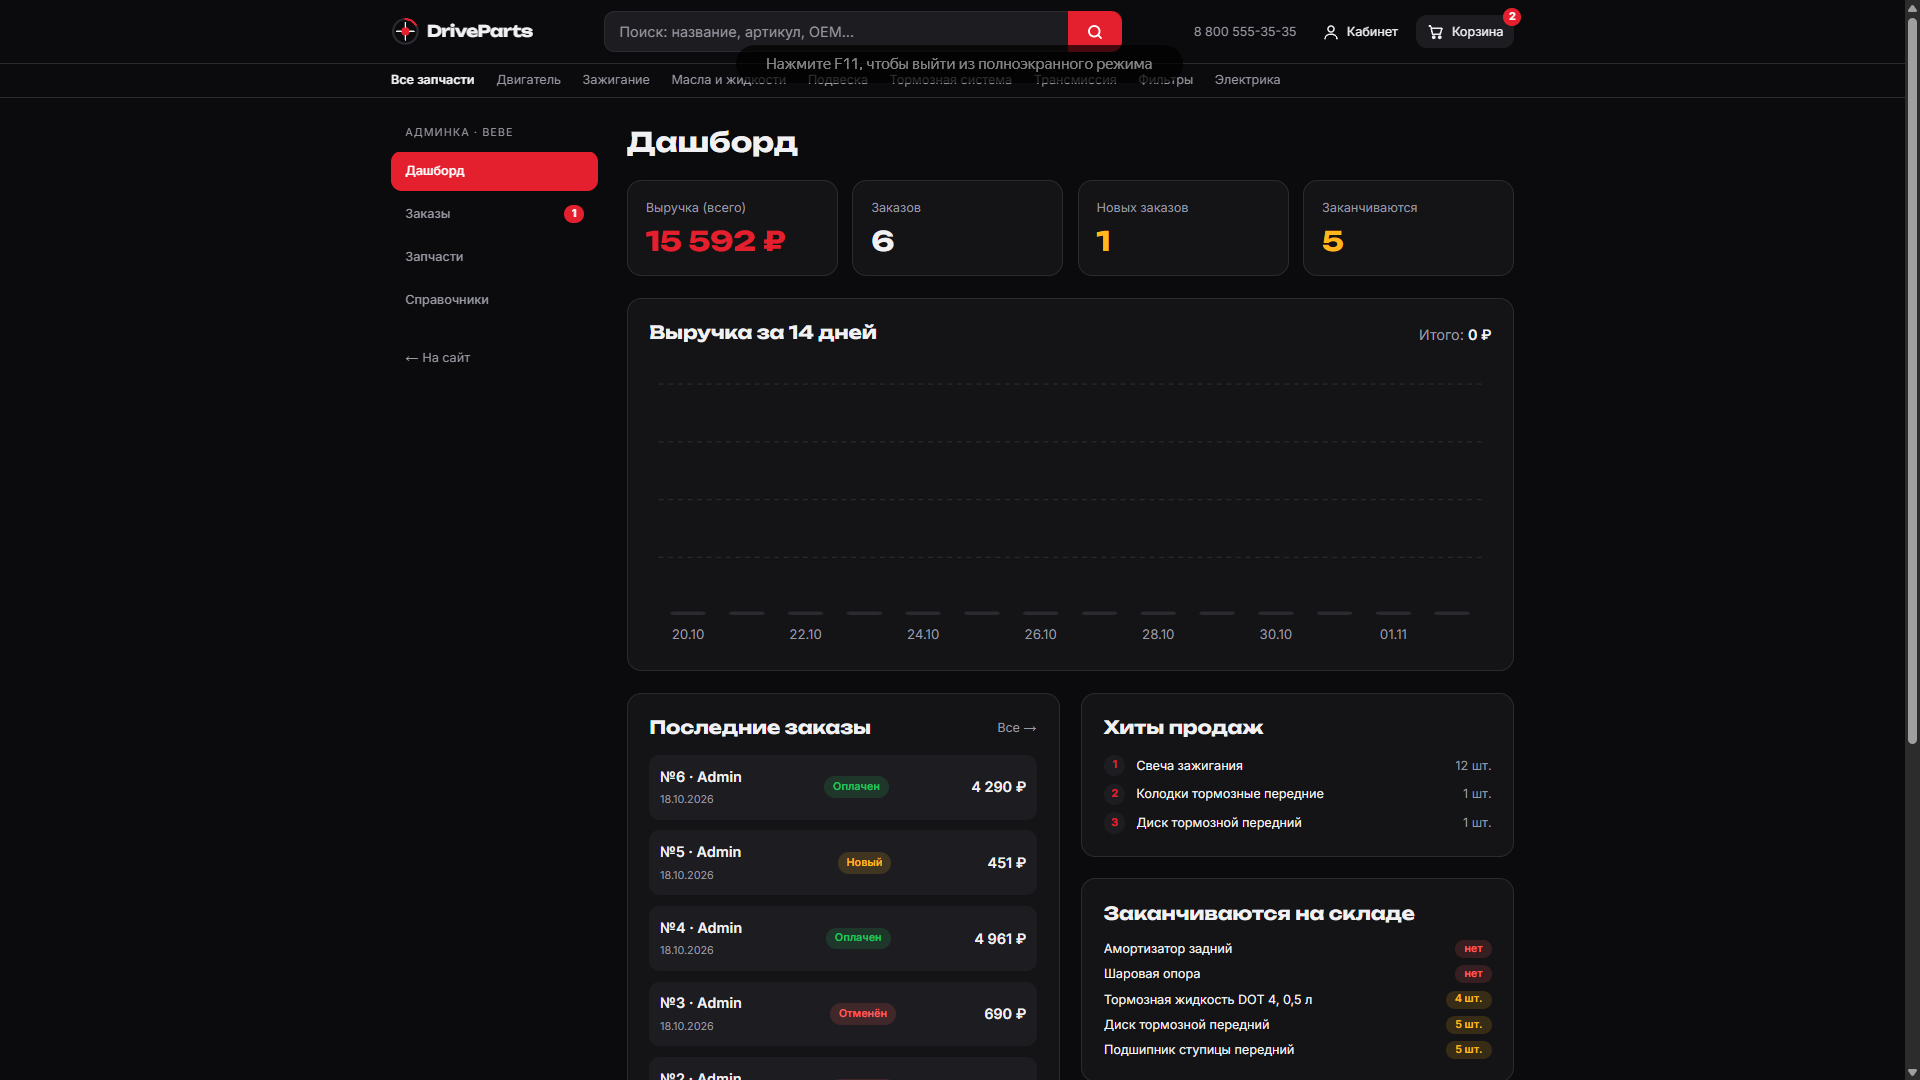 DriveParts
Поиск: название, артикул, OEM...
8 800 555-35-35
Кабинет
Корзина
2
Нажмите F11, чтобы выйти из полноэкранного режима
Все запчасти
Двигатель
Зажигание
Масла и жидкости
Подвеска
Тормозная система
Трансмиссия
Фильтры
Электрика
АДМИНКА · BEBE
Дашборд
Заказы
1
Запчасти
Справочники
← На сайт
Дашборд
Выручка (всего)
15 592 ₽
Заказов
6
Новых заказов
1
Заканчиваются
5
Выручка за 14 дней
Итого: 0 ₽
20.10
22.10
24.10
26.10
28.10
30.10
01.11
Последние заказы
Все →
№6 · Admin
18.10.2026
Оплачен
4 290 ₽
№5 · Admin
18.10.2026
Новый
451 ₽
№4 · Admin
18.10.2026
Оплачен
4 961 ₽
№3 · Admin
18.10.2026
Отменён
690 ₽
№2 · Admin
Хиты продаж
1 Свеча зажигания 12 шт.
2 Колодки тормозные передние 1 шт.
3 Диск тормозной передний 1 шт.
Заканчиваются на складе
Амортизатор задний нет
Шаровая опора нет
Тормозная жидкость DOT 4, 0,5 л 4 шт.
Диск тормозной передний 5 шт.
Подшипник ступицы передний 5 шт.